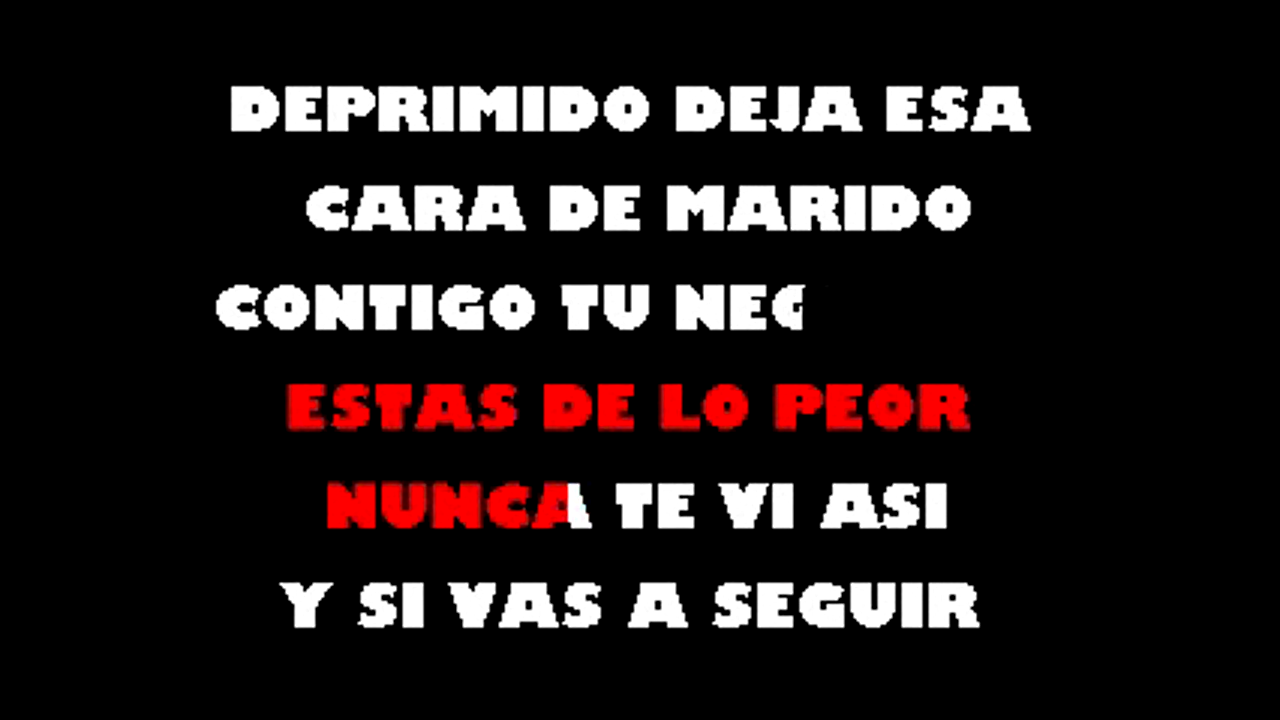 DEPRIMIDO DEJA ESA
CARA DE MARIDO
CONTIGO TU
ESTAS DE LO PEOR
NUNCA TE VI ASI
Y SI VAS A SEGUIR